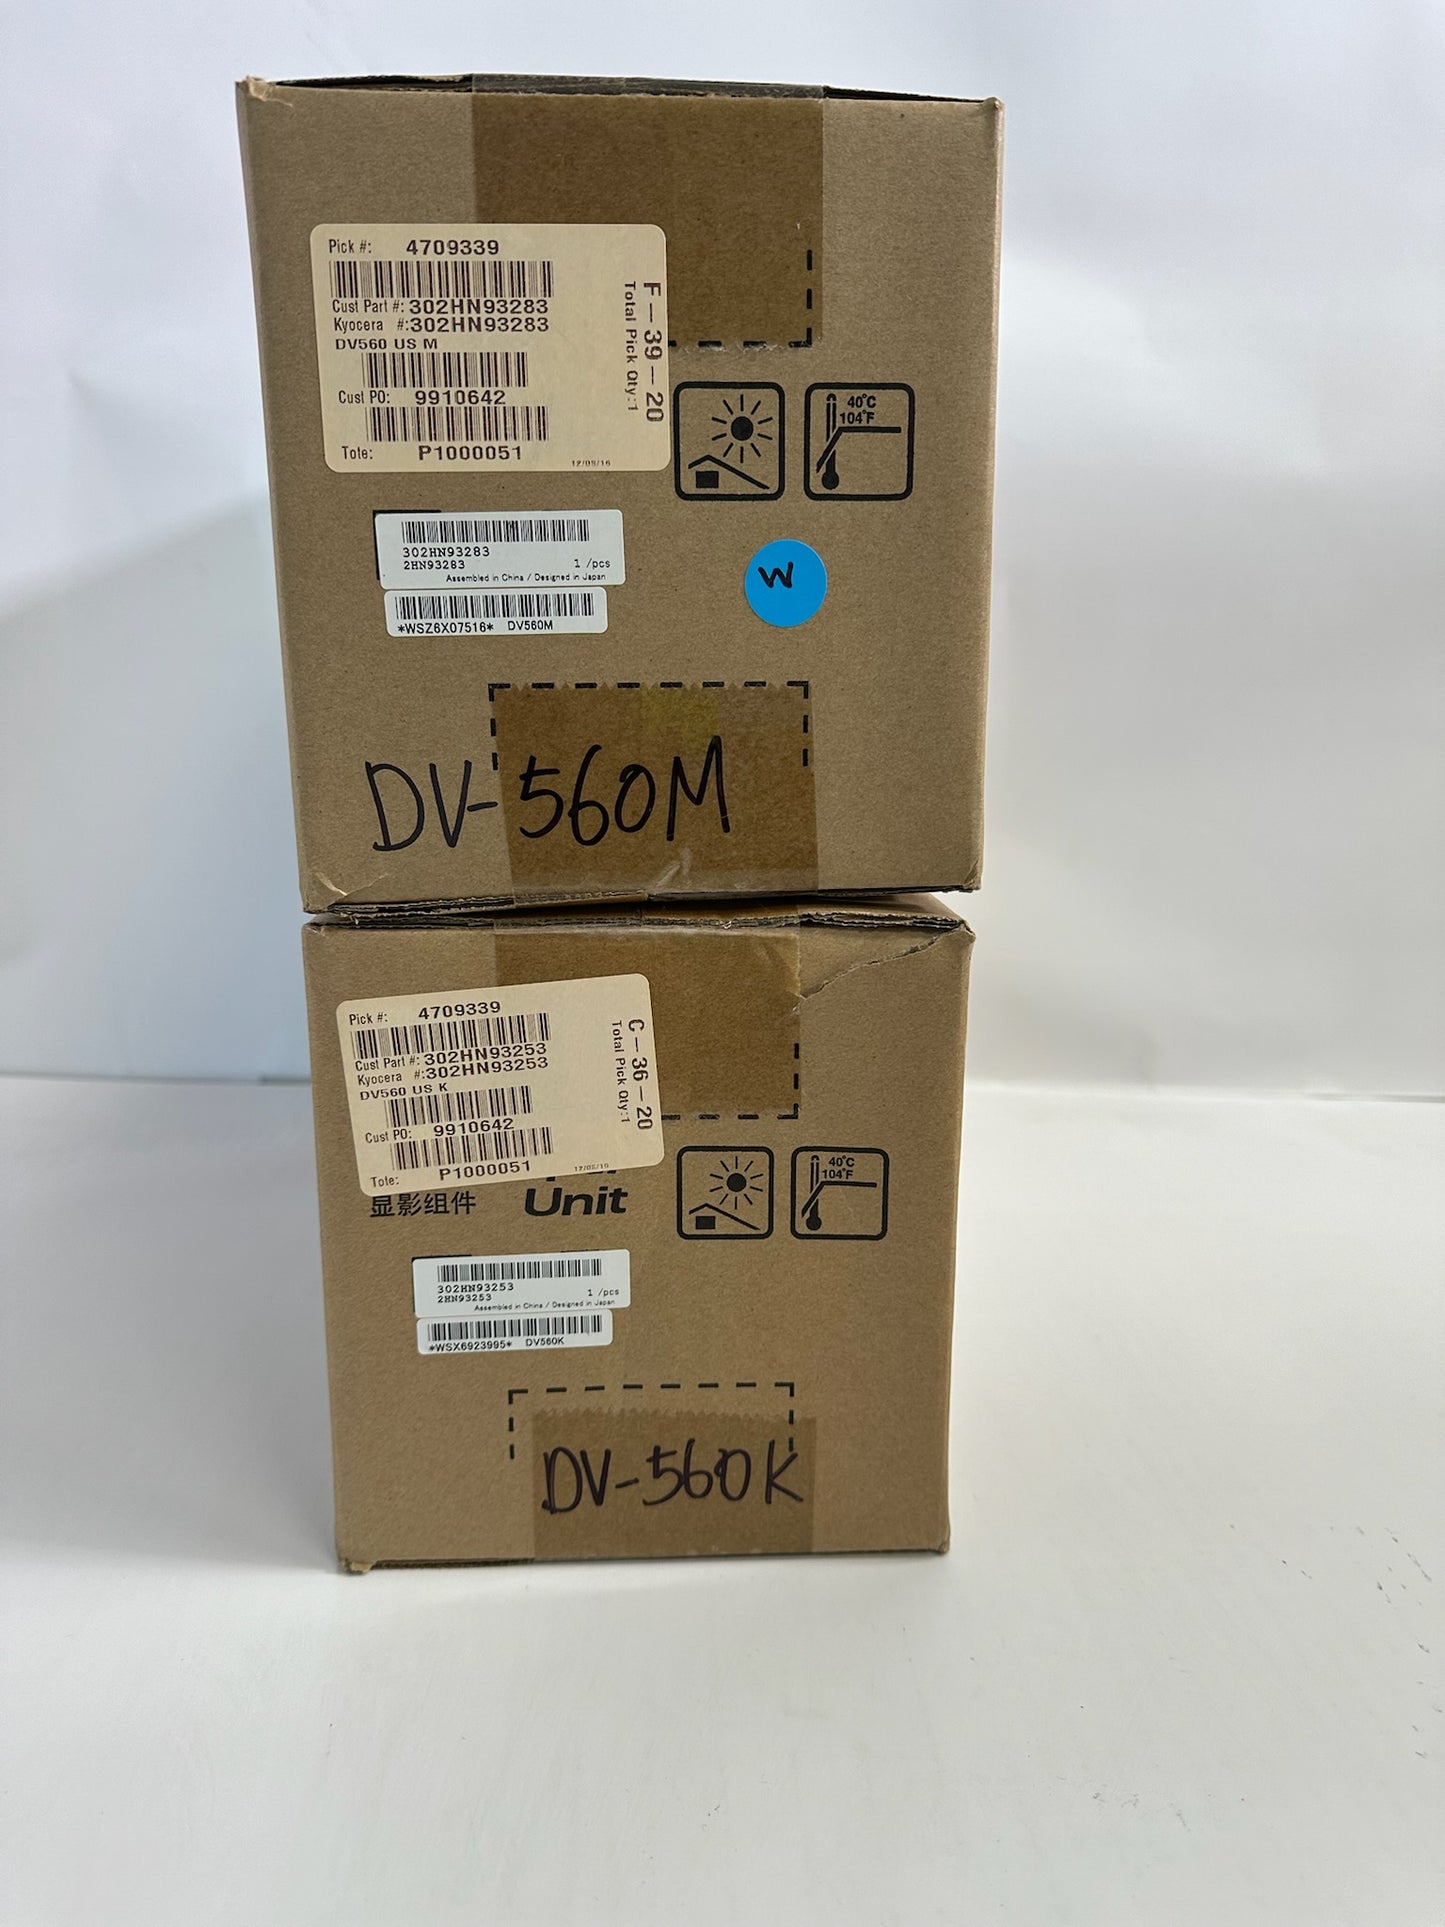 Pick #: 4709339
Cust Part #: 302HN93283
Kyocera #:302HN93283
DV560 US M
Cust PO: 9910642
Tote: P1000051
12/08/16
F-39-20
Total Pick Qty:1
40°C
104°F
302HN93283
2HN93283 1 /pcs
Assembled in China / Designed in Japan
*WSZ6X07516* DV560M
W
DV-560M
Pick #: 4709339
Cust Part #: 302HN93253
Kyocera #:302HN93253
DV560 US K
Cust PO: 9910642
Tote: P1000051
12/08/16
C-36-20
Total Pick Qty:1
显影组件 Unit
40°C
104°F
302HN93253
2HN93253 1 /pcs
Assembled in China / Designed in Japan
*WSX6923995* DV560K
DV-560K